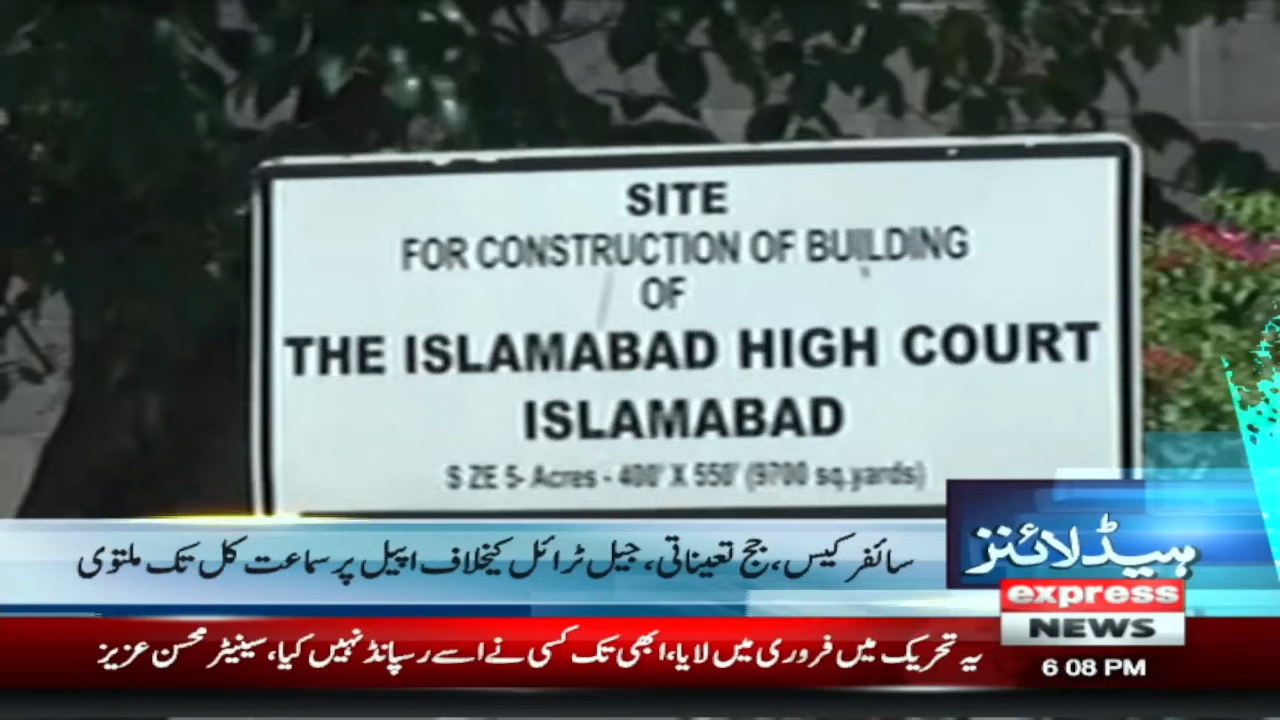 SITE
FOR CONSTRUCTION OF BUILDING
OF
THE ISLAMABAD HIGH COURT
ISLAMABAD
S ZE 5- Acres - 400' X 550' (9700 sq.yards)
سائفر کیس، جج تعیناتی، جیل ٹرائل کیخلاف اپیل پر سماعت کل تک ملتوی
ہیڈلائنز
express
NEWS
یہ تحریک میں فروری میں لایا، ابھی تک کسی نے اسے رسپانڈ نہیں کیا، سینیٹر محسن عزیز
6:08 PM